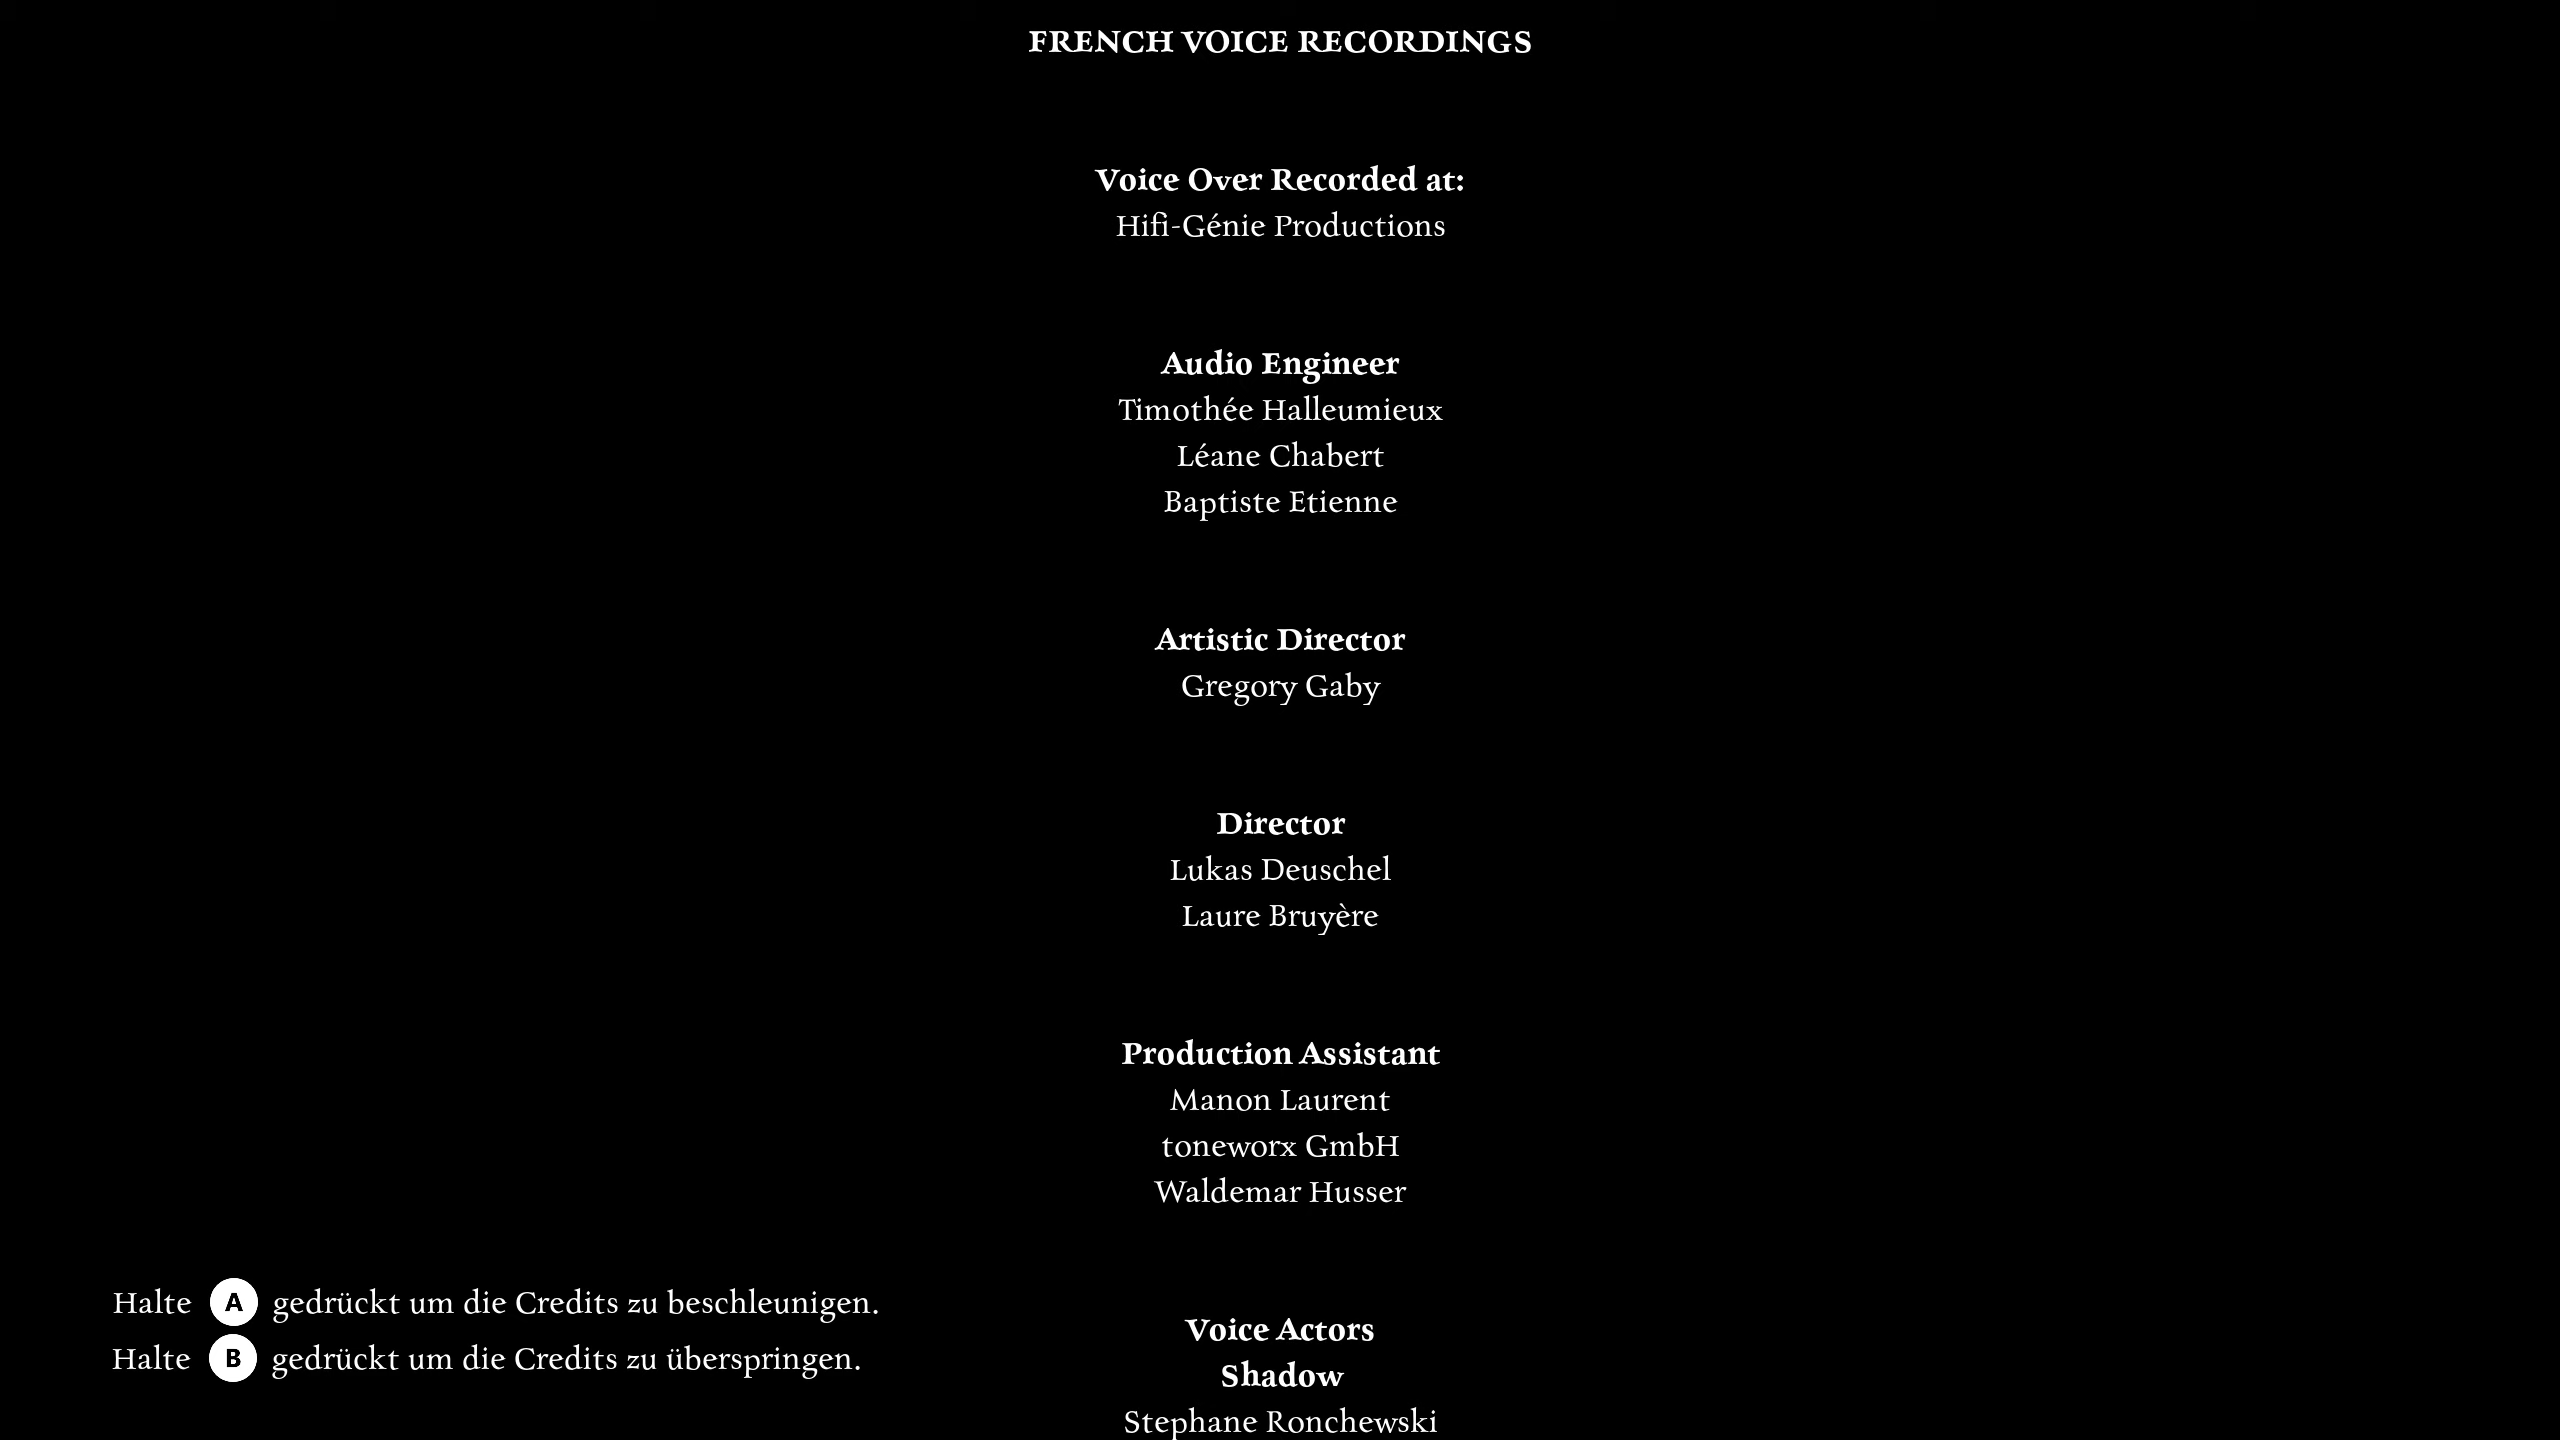 FRENCH VOICE RECORDINGS
Voice Over Recorded at:
Hifi-Génie Productions
Audio Engineer
Timothée Halleumieux
Léane Chabert
Baptiste Etienne
Artistic Director
Gregory Gaby
Director
Lukas Deuschel
Laure Bruyère
Production Assistant
Manon Laurent
toneworx GmbH
Waldemar Husser
Voice Actors
Shadow
Stephane Ronchewski
Halte A gedrückt um die Credits zu beschleunigen.
Halte B gedrückt um die Credits zu überspringen.